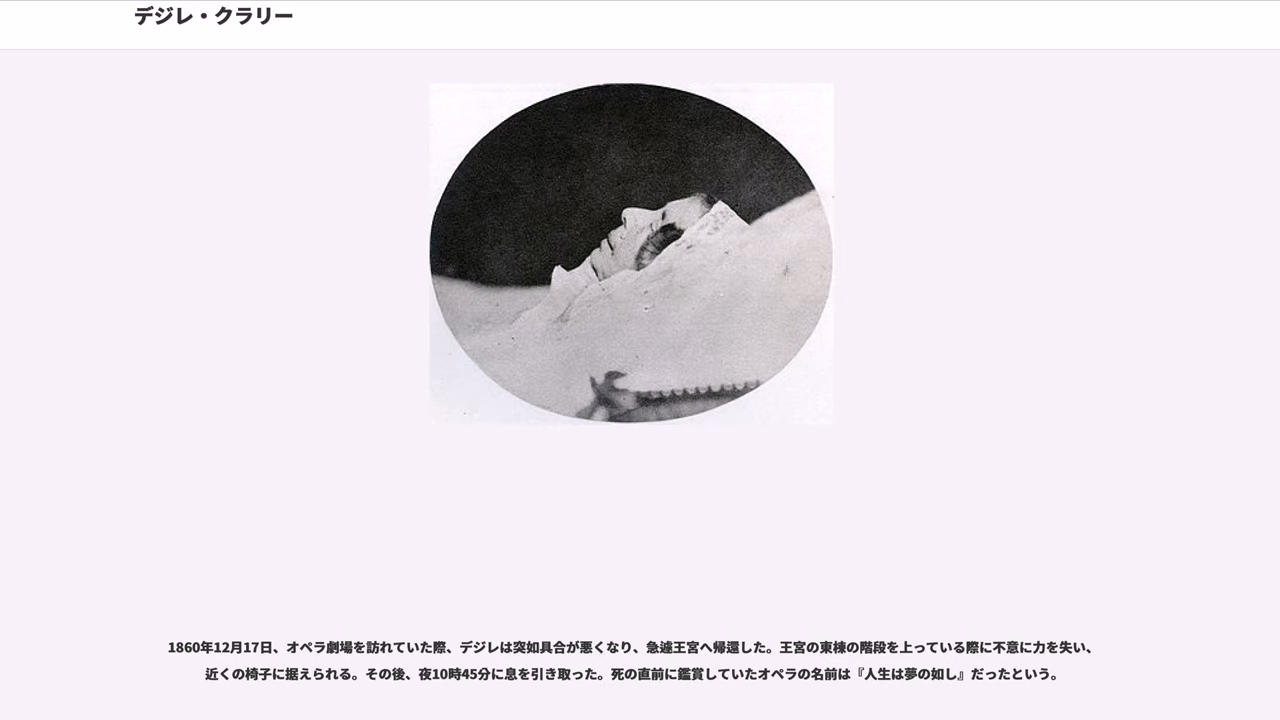 デジレ・クラリー
1860年12月17日、オペラ劇場を訪れていた際、デジレは突如具合が悪くなり、急遽王宮へ帰還した。王宮の東棟の階段を上っている際に不意に力を失い、
近くの椅子に据えられる。その後、夜10時45分に息を引き取った。死の直前に鑑賞していたオペラの名前は『人生は夢の如し』だったという。